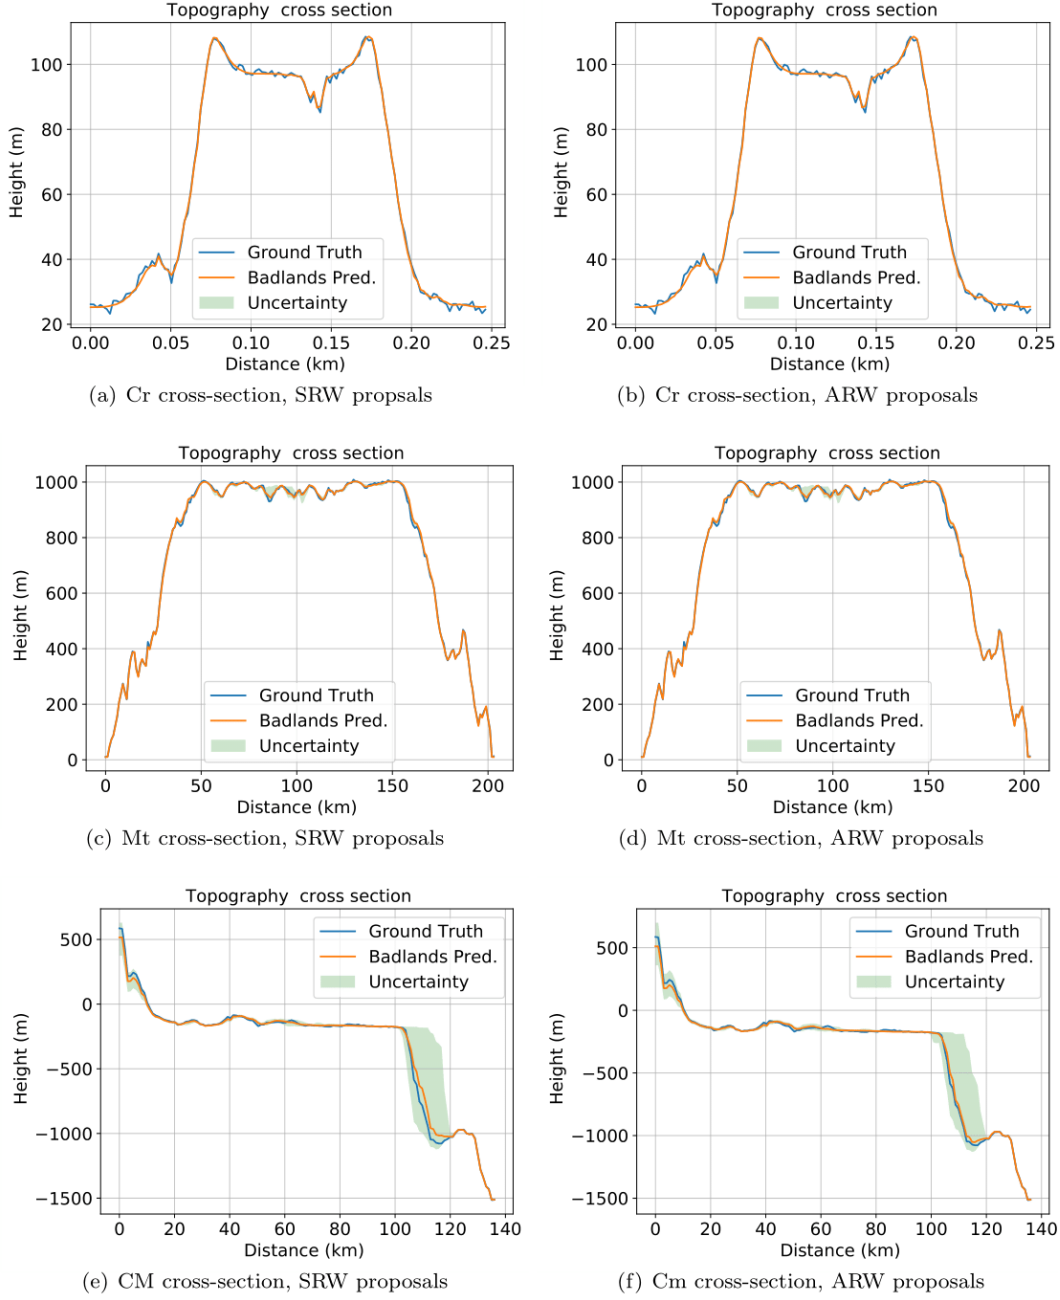 Topography cross section
Height (m)
100
80
60
40
20
Ground Truth
Badlands Pred.
Uncertainty
0.00 0.05 0.10 0.15 0.20 0.25
Distance (km)
(a) Cr cross-section, SRW propsals
Topography cross section
Height (m)
100
80
60
40
20
Ground Truth
Badlands Pred.
Uncertainty
0.00 0.05 0.10 0.15 0.20 0.25
Distance (km)
(b) Cr cross-section, ARW proposals
Topography cross section
Height (m)
1000
800
600
400
200
0
Ground Truth
Badlands Pred.
Uncertainty
0 50 100 150 200
Distance (km)
(c) Mt cross-section, SRW proposals
Topography cross section
Height (m)
1000
800
600
400
200
0
Ground Truth
Badlands Pred.
Uncertainty
0 50 100 150 200
Distance (km)
(d) Mt cross-section, ARW proposals
Topography cross section
Height (m)
500
0
−500
−1000
−1500
Ground Truth
Badlands Pred.
Uncertainty
0 20 40 60 80 100 120 140
Distance (km)
(e) CM cross-section, SRW proposals
Topography cross section
Height (m)
500
0
−500
−1000
−1500
Ground Truth
Badlands Pred.
Uncertainty
0 20 40 60 80 100 120 140
Distance (km)
(f) Cm cross-section, ARW proposals